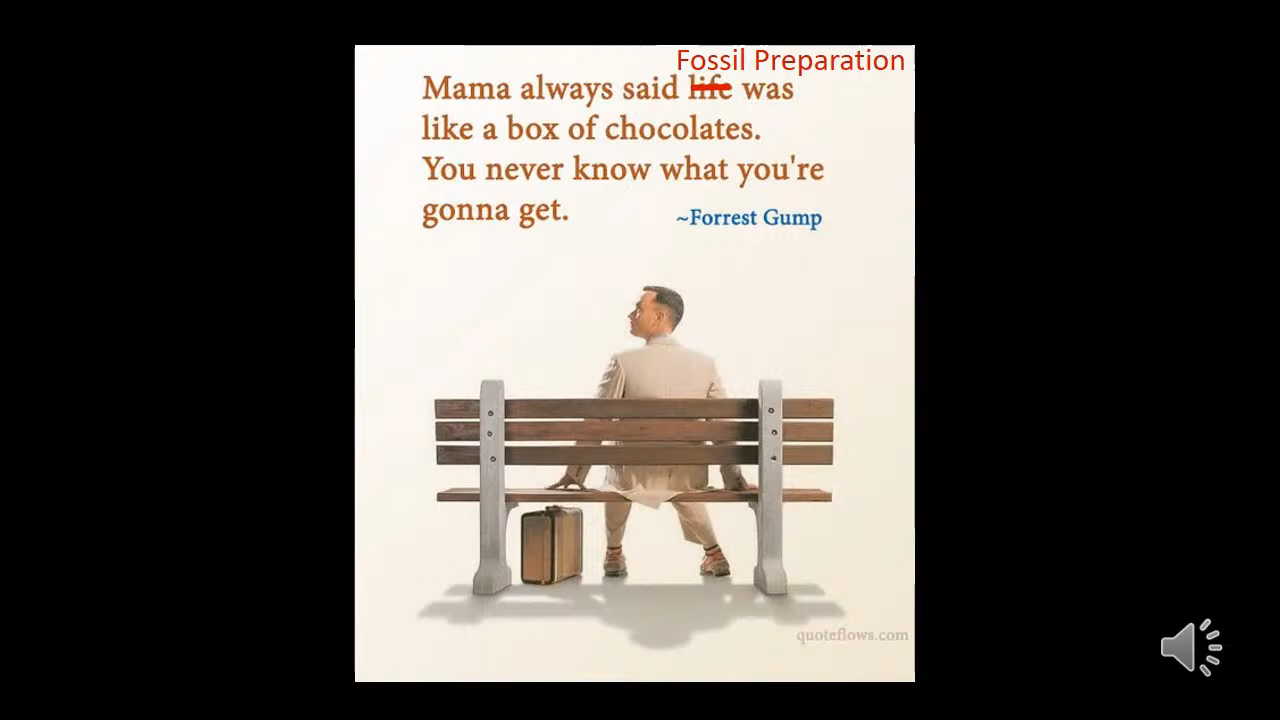 Fossil Preparation
Mama always said life was
like a box of chocolates.
You never know what you're
gonna get.
~Forrest Gump
quoteflows.com